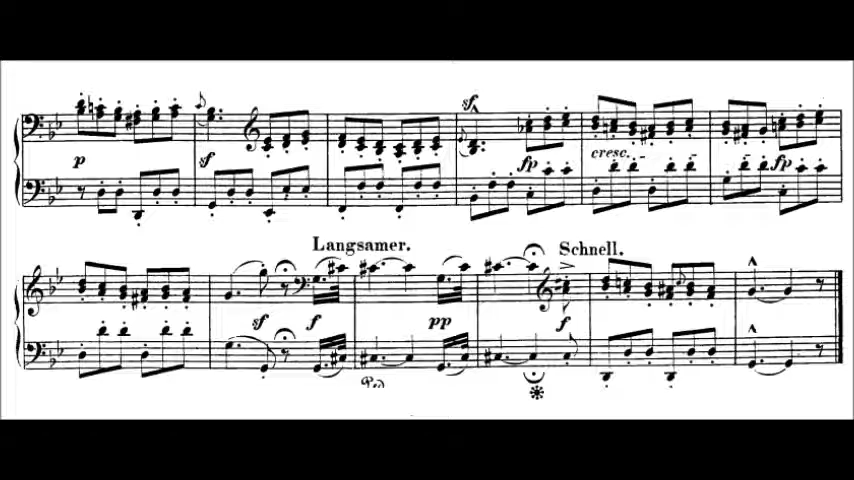 sf
p sf fp cresc. fp
Langsamer. Schnell.
sf f pp f
Ped